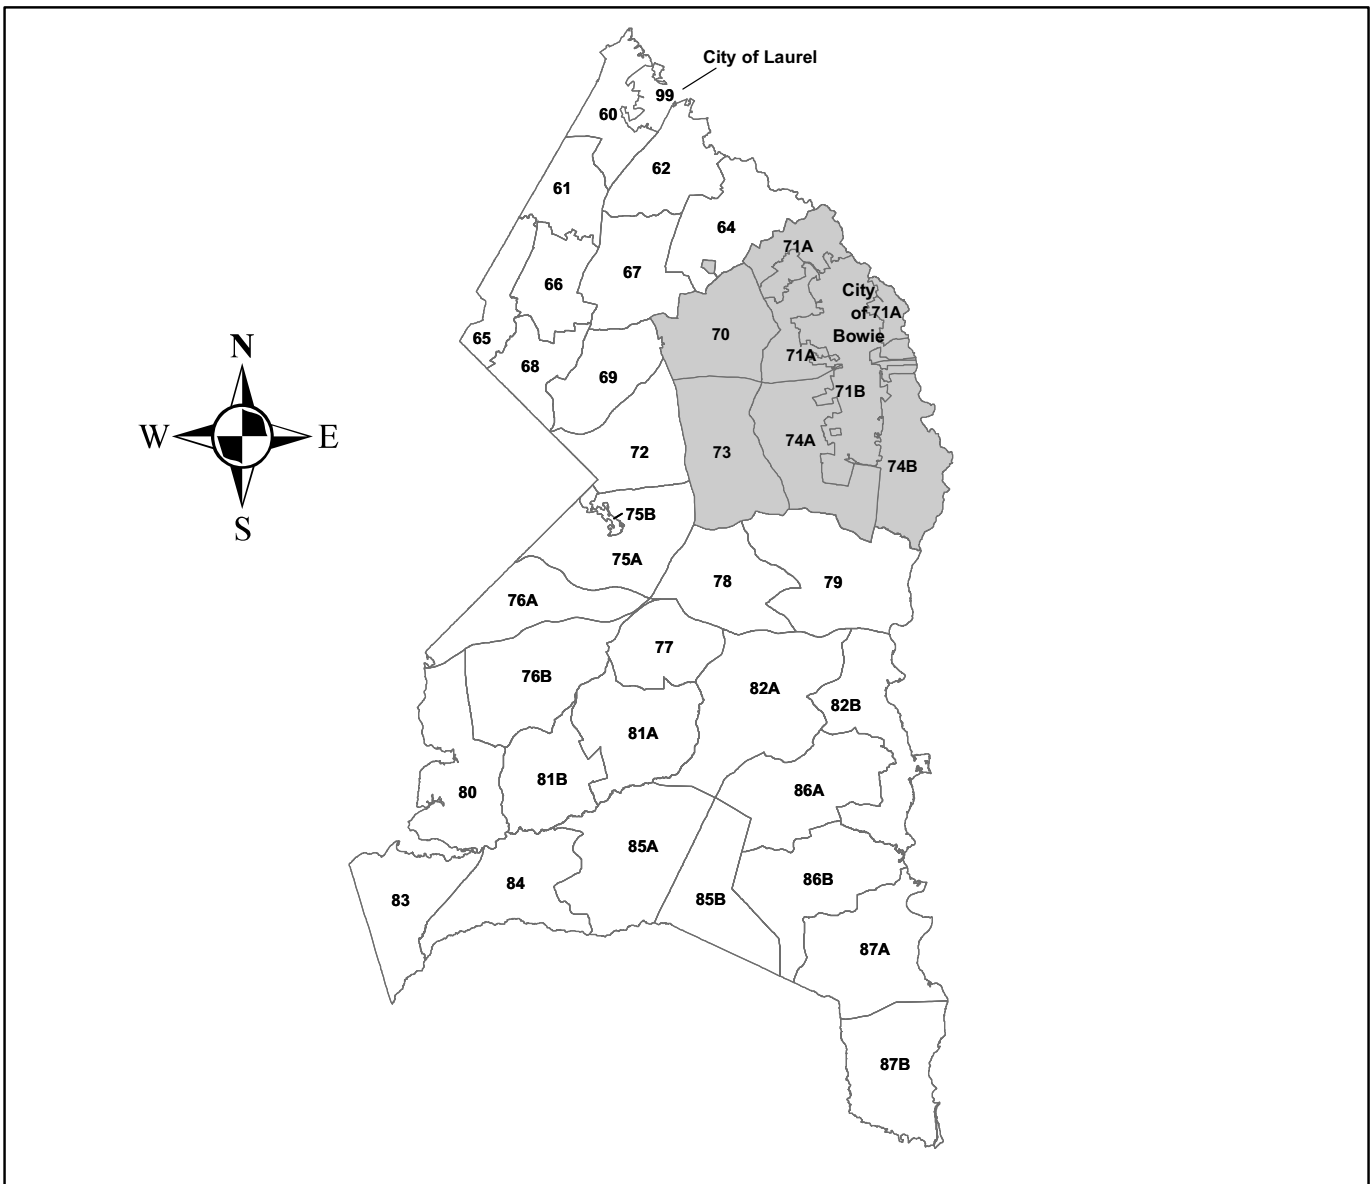 City of Laurel
99
60
62
61
64
71A
67
66
City
of 71A
Bowie
65
70
N
71A
68
69
71B
W
E
74A
72
73
74B
75B
S
75A
78
79
76A
77
76B
82A
82B
81A
81B
80
86A
85A
84
86B
83
85B
87A
87B